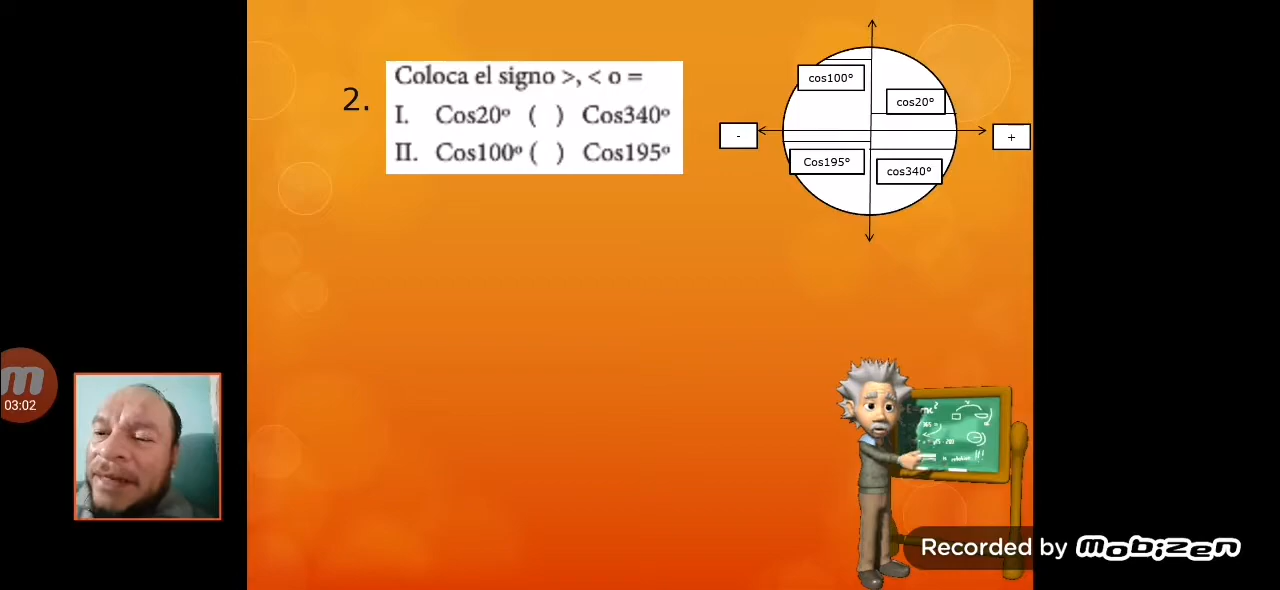 2.
Coloca el signo >, < o =
I. Cos20º ( ) Cos340º
II. Cos100º ( ) Cos195º
cos100°
cos20°
-
+
Cos195°
cos340°
03:02
Recorded by mobizen